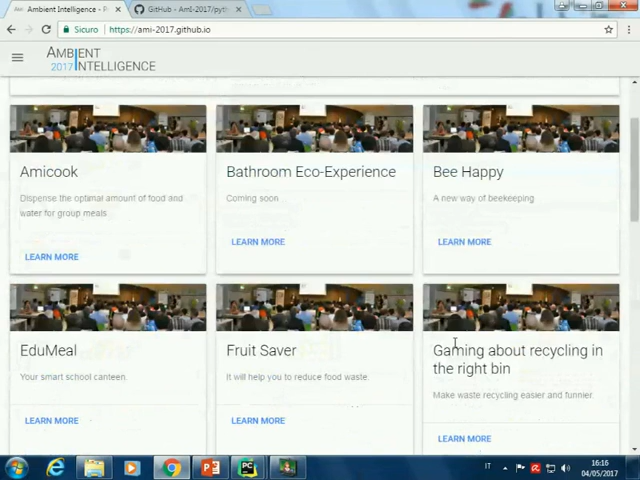 Ambient Intelligence - P
GitHub - AmI-2017/pyth
Sicuro
https://ami-2017.github.io
AMBIENT
2017 INTELLIGENCE
Amicook
Bathroom Eco-Experience
Bee Happy
Dispense the optimal amount of food and
water for group meals
Coming soon
A new way of beekeeping
LEARN MORE
LEARN MORE
LEARN MORE
EduMeal
Fruit Saver
Gaming about recycling in
the right bin
Your smart school canteen.
It will help you to reduce food waste.
Make waste recycling easier and funnier.
LEARN MORE
LEARN MORE
LEARN MORE
IT
16:16
04/05/2017